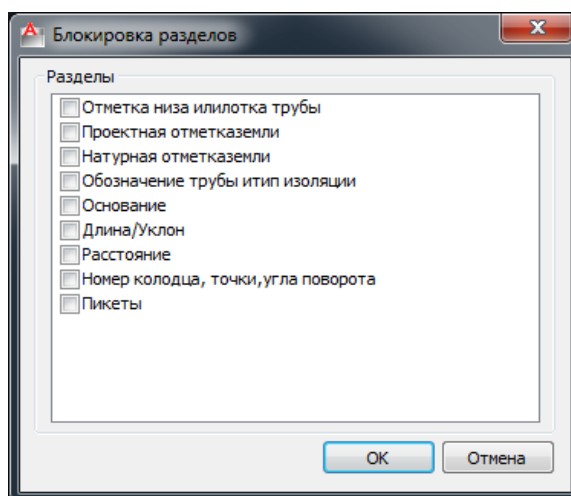 Блокировка разделов
Разделы
Отметка низа илилотка трубы
Проектная отметказемли
Натурная отметказемли
Обозначение трубы итип изоляции
Основание
Длина/Уклон
Расстояние
Номер колодца, точки,угла поворота
Пикеты
OK Отмена